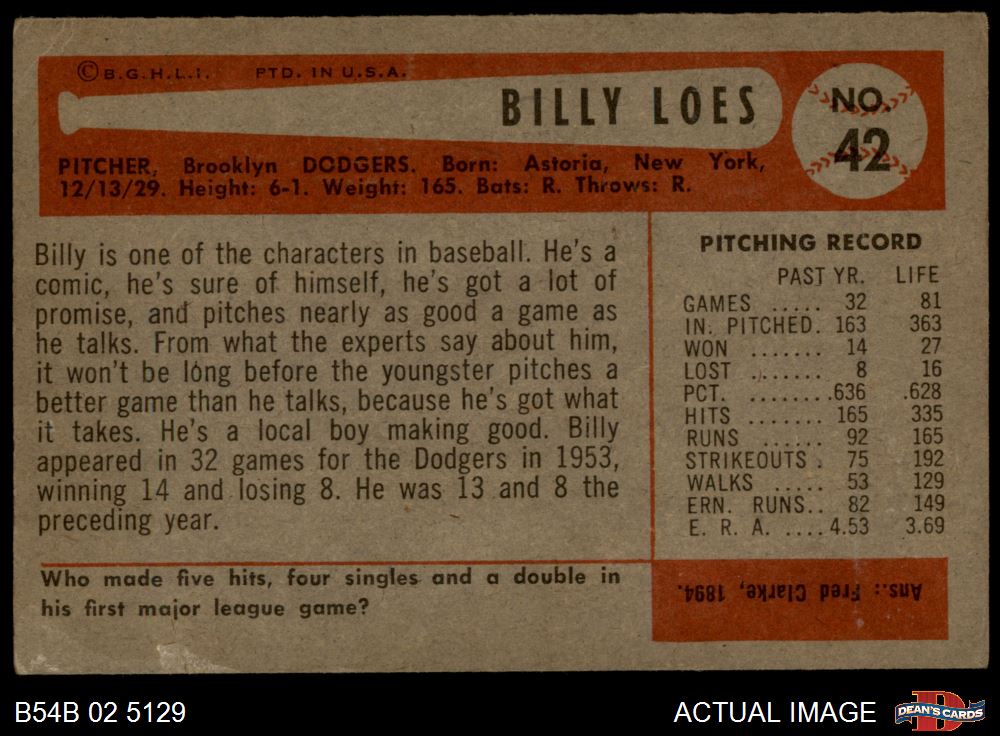 © B.G.H.L.I. PTD. IN U.S.A.
BILLY LOES
NO.
42
PITCHER, Brooklyn DODGERS. Born: Astoria, New York,
12/13/29. Height: 6-1. Weight: 165. Bats: R. Throws: R.
Billy is one of the characters in baseball. He's a
comic, he's sure of himself, he's got a lot of
promise, and pitches nearly as good a game as
he talks. From what the experts say about him,
it won't be long before the youngster pitches a
better game than he talks, because he's got what
it takes. He's a local boy making good. Billy
appeared in 32 games for the Dodgers in 1953,
winning 14 and losing 8. He was 13 and 8 the
preceding year.
PITCHING RECORD
PAST YR. LIFE
GAMES ..... 32 81
IN. PITCHED. 163 363
WON ....... 14 27
LOST ....... 8 16
PCT. ........ .636 .628
HITS ....... 165 335
RUNS ...... 92 165
STRIKEOUTS . 75 192
WALKS ..... 53 129
ERN. RUNS.. 82 149
E. R. A. .... 4.53 3.69
Who made five hits, four singles and a double in
his first major league game?
Ans.: Fred Clarke, 1894.
B54B 02 5129
ACTUAL IMAGE
D
DEAN'S CARDS